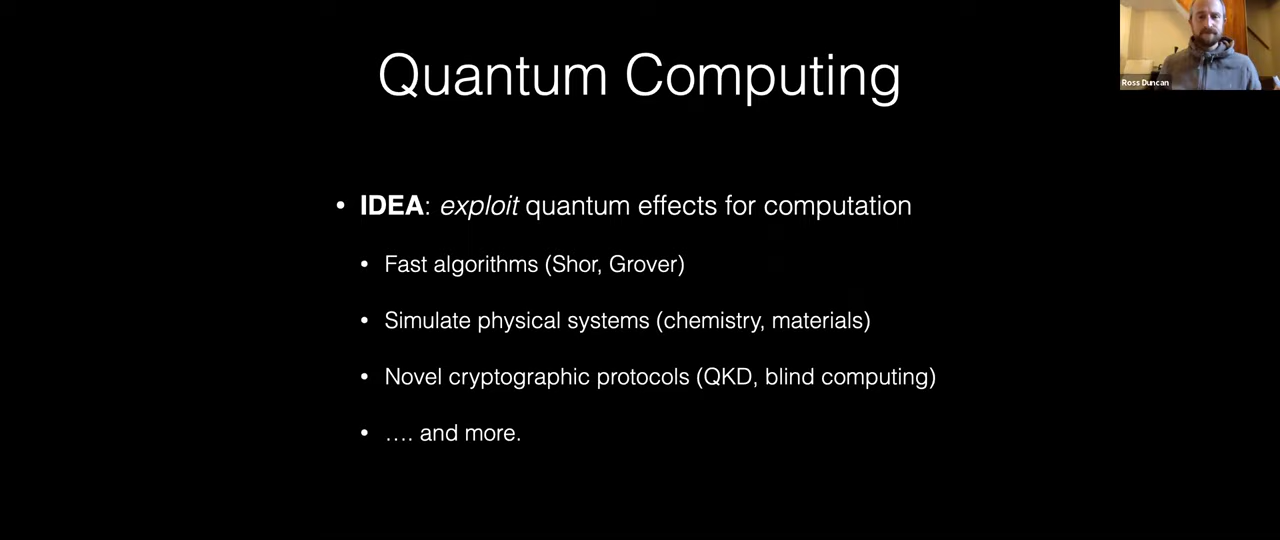 Quantum Computing
Ross Duncan
• IDEA: exploit quantum effects for computation
• Fast algorithms (Shor, Grover)
• Simulate physical systems (chemistry, materials)
• Novel cryptographic protocols (QKD, blind computing)
• …. and more.